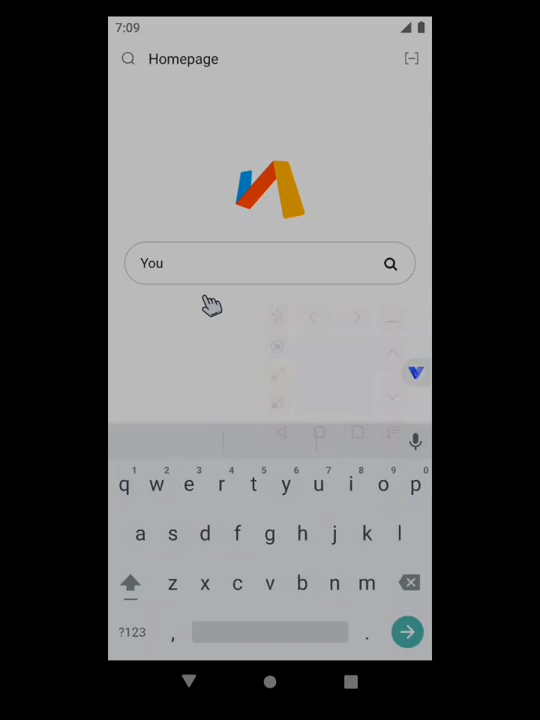 7:09
Homepage
You
1 2 3 4 5 6 7 8 9 0
q w e r t y u i o p
a s d f g h j k l
z x c v b n m
?123 , .